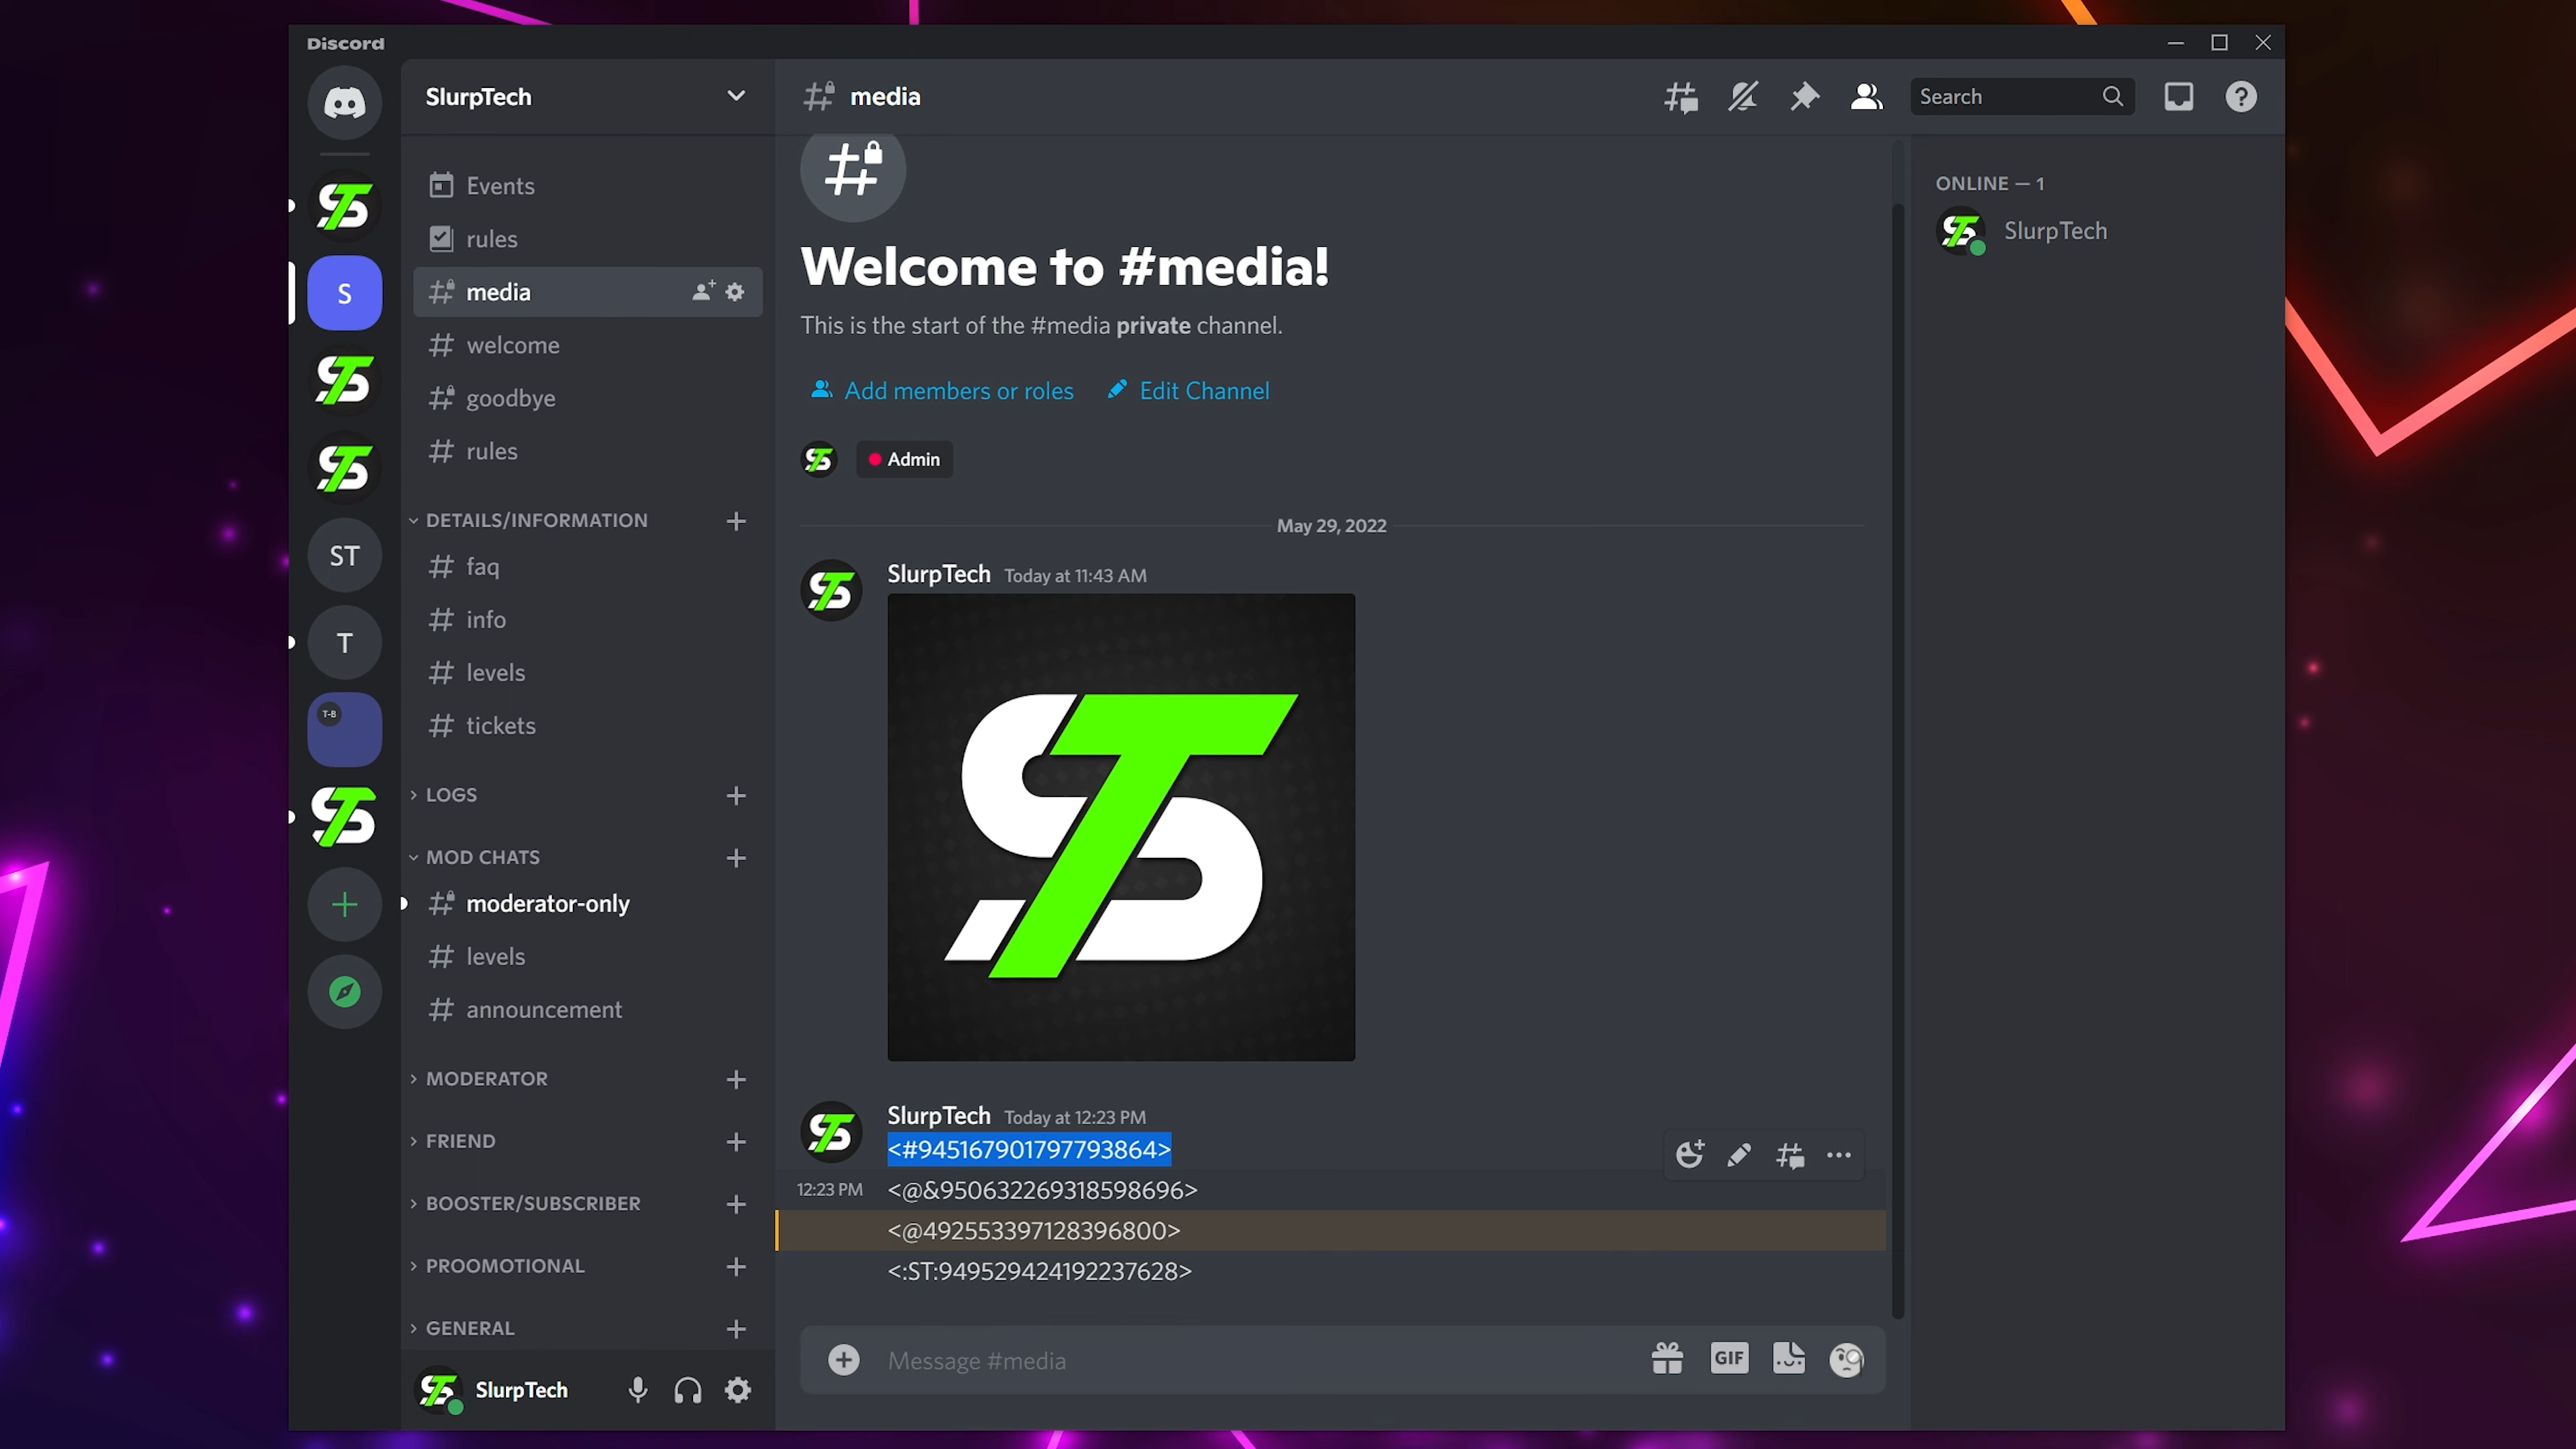 Discord
SlurpTech
media
Search
Events
rules
media
welcome
goodbye
rules
DETAILS/INFORMATION
faq
info
levels
tickets
LOGS
MOD CHATS
moderator-only
levels
announcement
MODERATOR
FRIEND
BOOSTER/SUBSCRIBER
PROOMOTIONAL
GENERAL
SlurpTech
S
ST
T
T-B
Welcome to #media!
This is the start of the #media private channel.
Add members or roles Edit Channel
Admin
May 29, 2022
SlurpTech Today at 11:43 AM
SlurpTech Today at 12:23 PM
<#945167901797793864>
12:23 PM <@&950632269318598696>
<@492553397128396800>
<:ST:949529424192237628>
Message #media
GIF
ONLINE — 1
SlurpTech